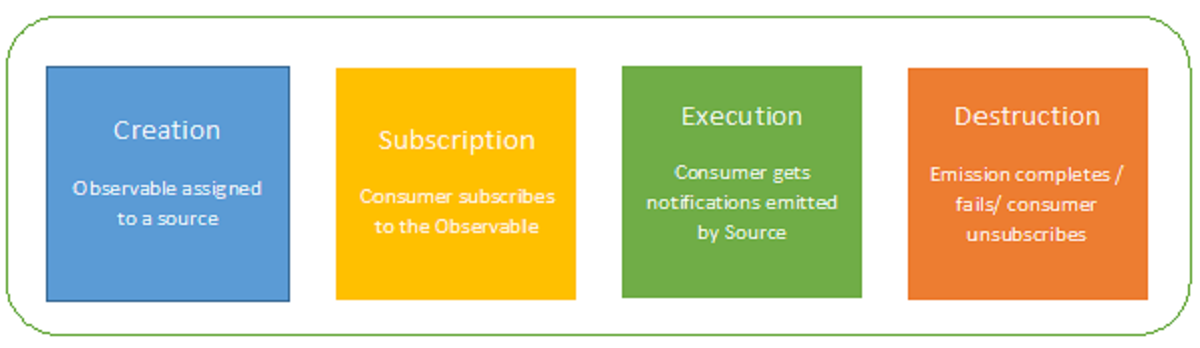 Creation
Observable assigned
to a source
Subscription
Consumer subscribes
to the Observable
Execution
Consumer gets
notifications emitted
by Source
Destruction
Emission completes /
fails/ consumer
unsubscribes